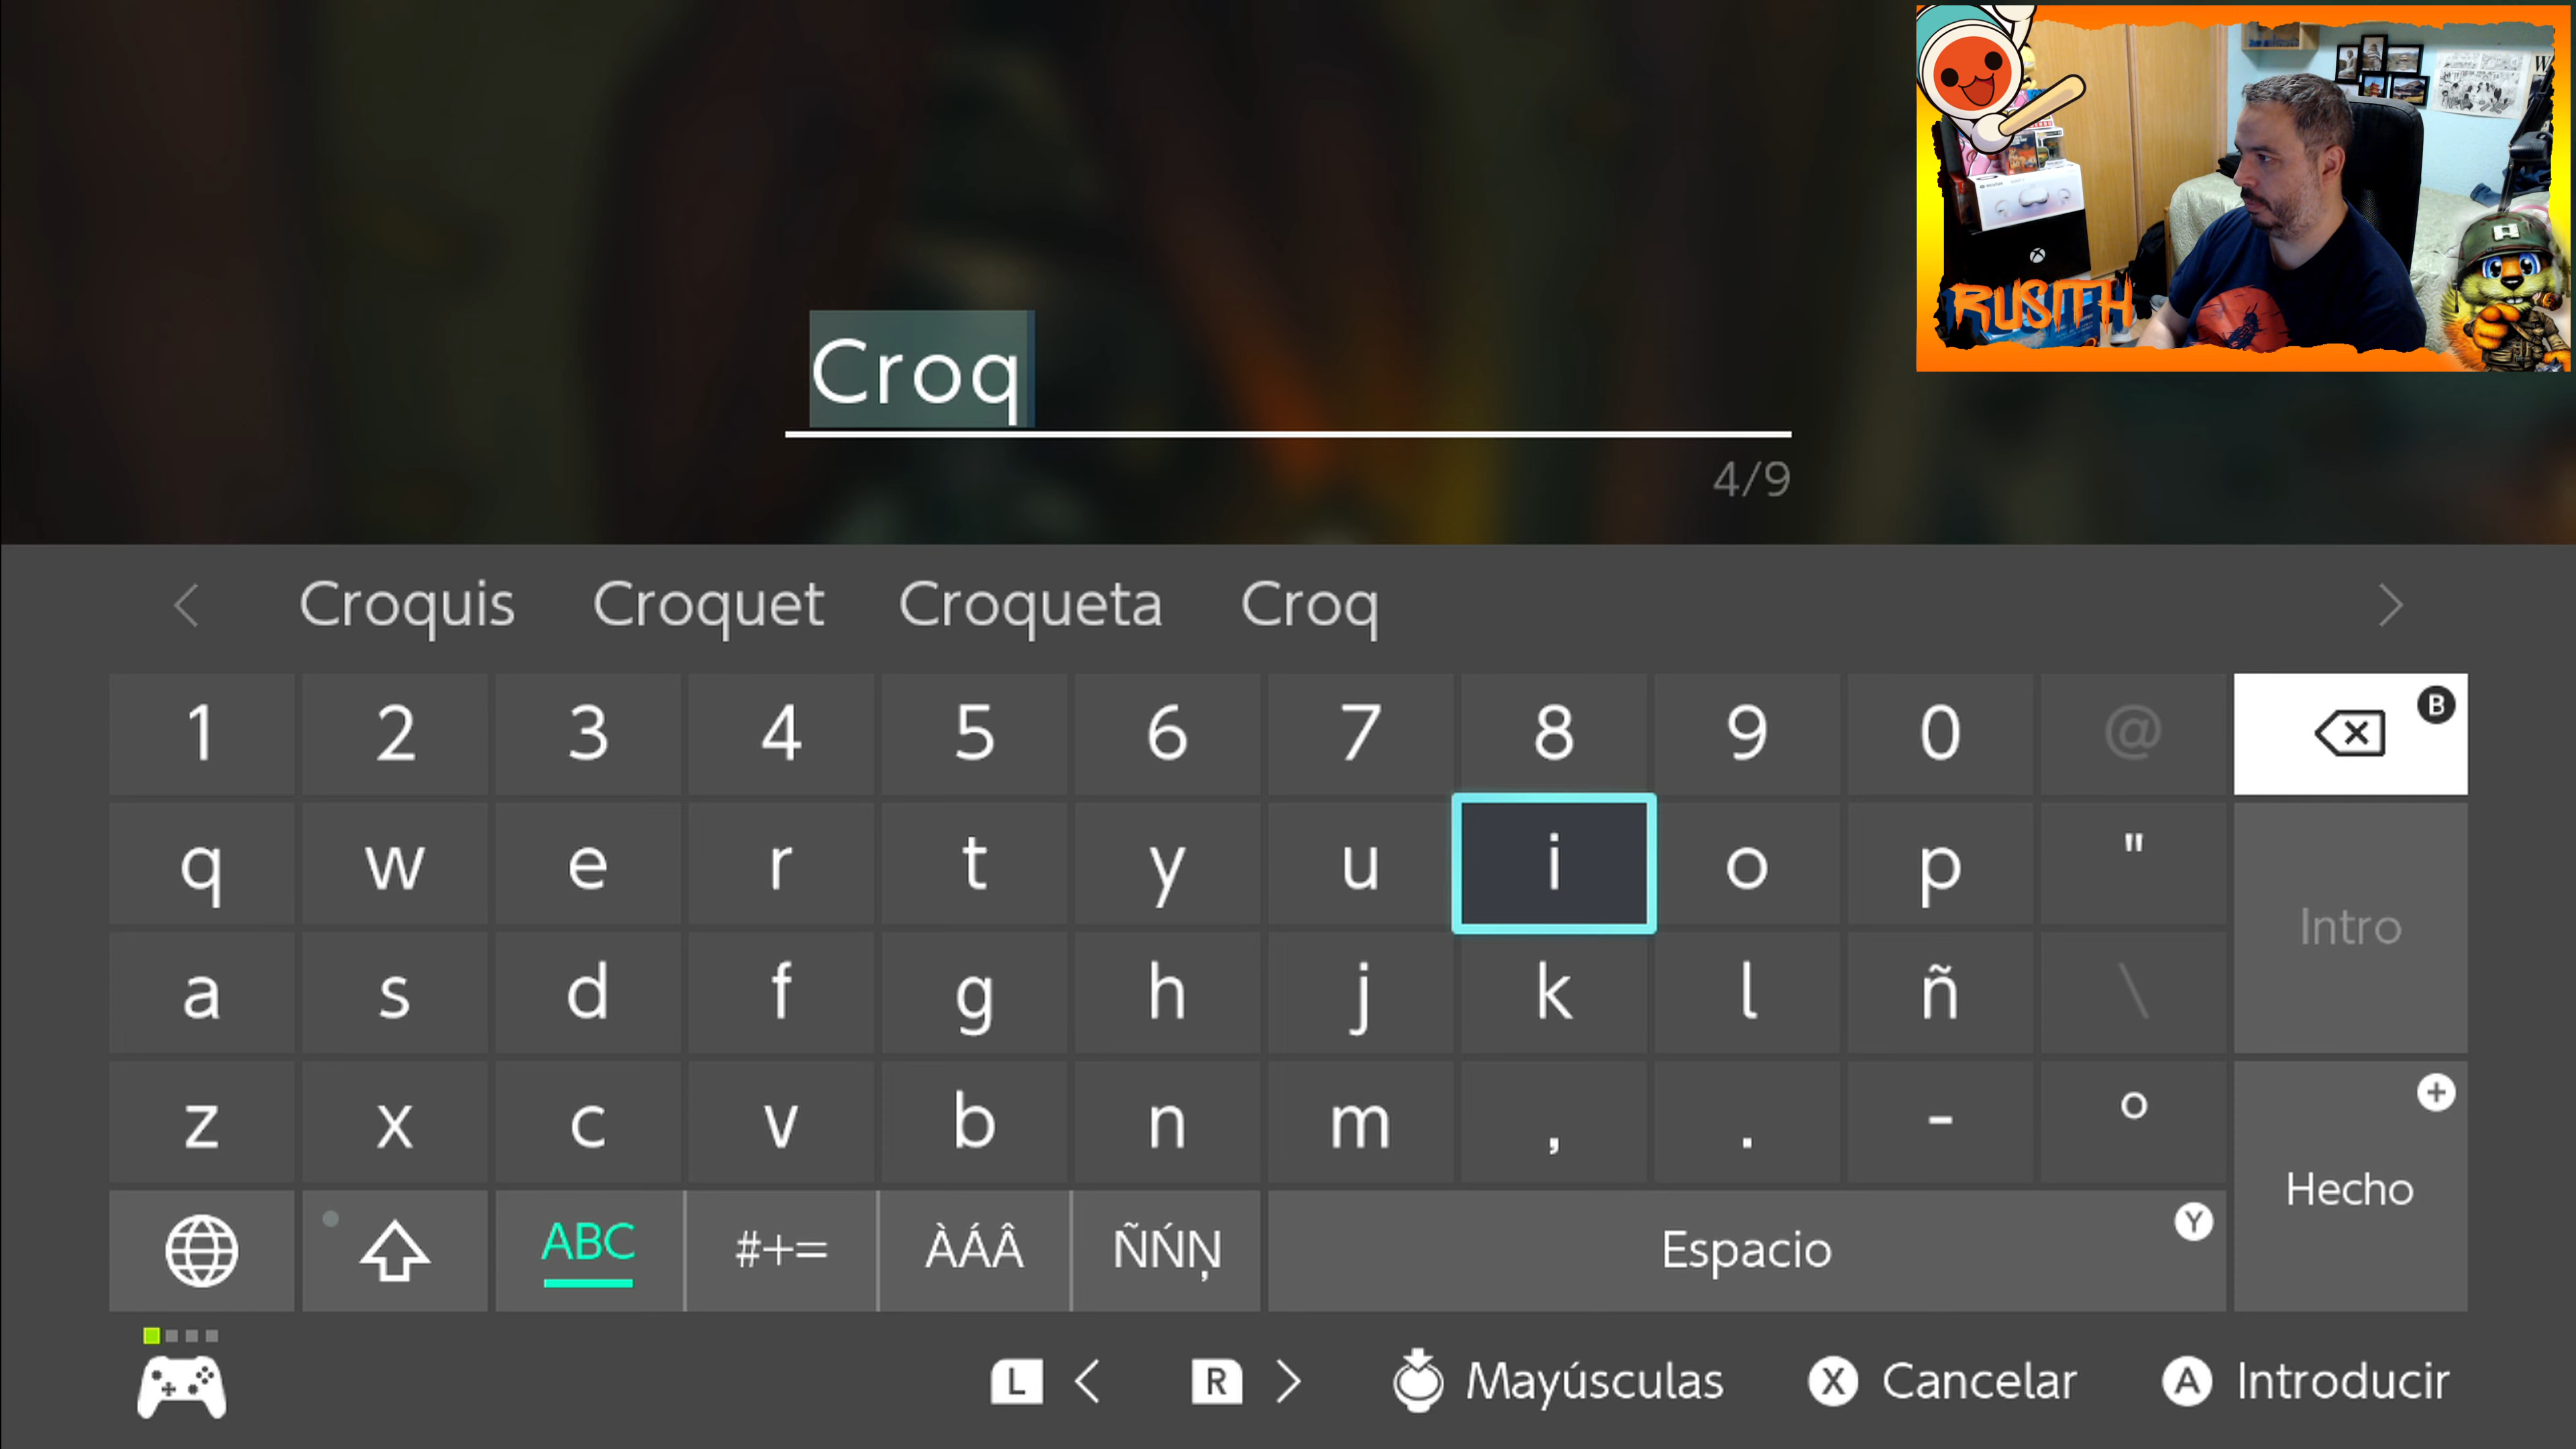 RUSITH
Croq
4/9
Croquis Croquet Croqueta Croq
1 2 3 4 5 6 7 8 9 0 @ B
q w e r t y u i o p "
Intro
a s d f g h j k l ñ \
z x c v b n m , . - º +
Hecho
ABC #+= ÀÁÂ ÑŃŅ Espacio Y
L < R > Mayúsculas X Cancelar A Introducir